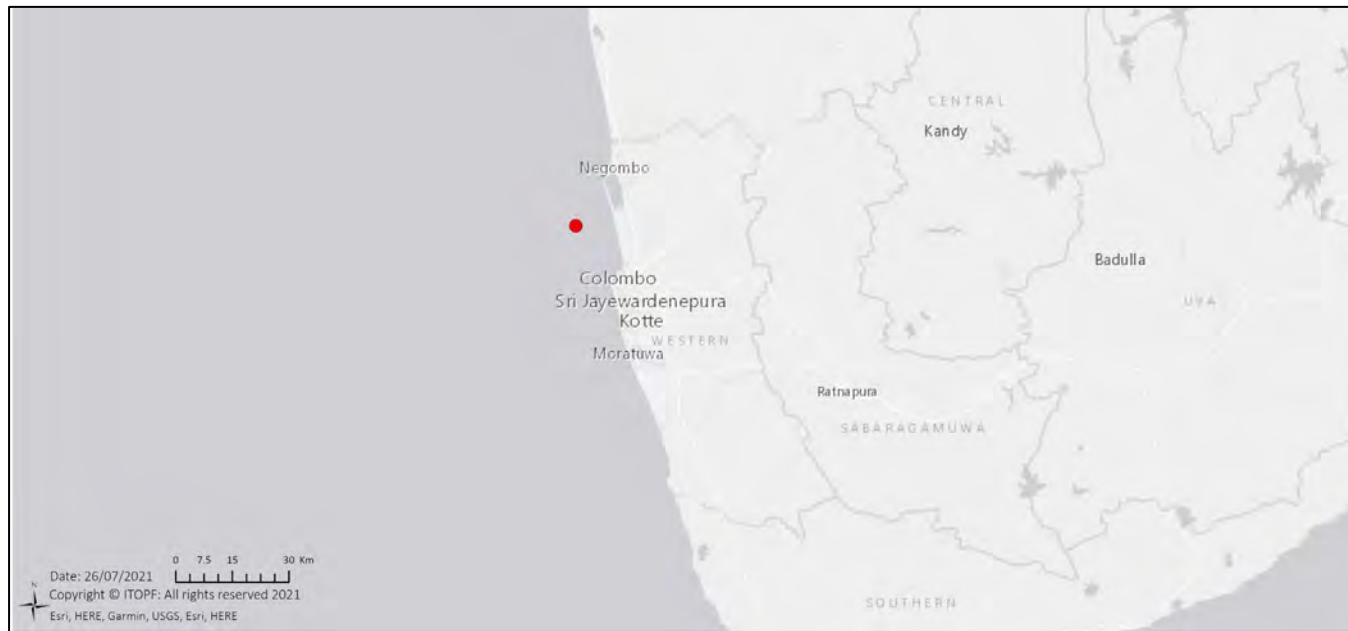 CENTRAL
Kandy
Negombo
Badulla
Colombo
UVA
Sri Jayewardenepura
Kotte
WESTERN
Moratuwa
Ratnapura
SABARAGAMUWA
0 7.5 15 30 Km
Date: 26/07/2021
N
Copyright © ITOPF: All rights reserved 2021
SOUTHERN
Esri, HERE, Garmin, USGS, Esri, HERE